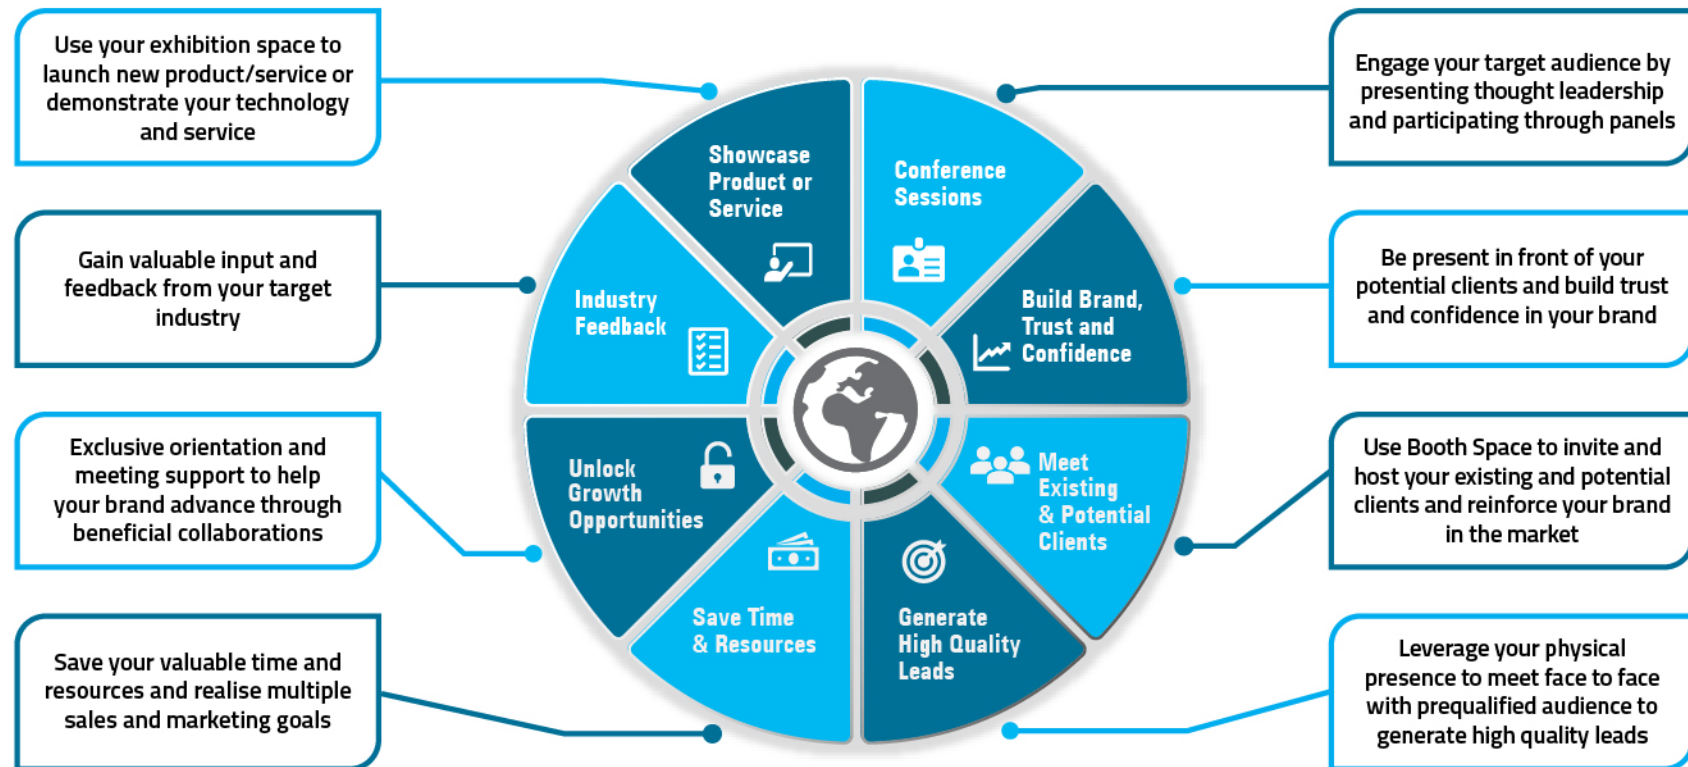 Use your exhibition space to
launch new product/service or
demonstrate your technology
and service
Gain valuable input and
feedback from your target
industry
Exclusive orientation and
meeting support to help
your brand advance through
beneficial collaborations
Save your valuable time and
resources and realise multiple
sales and marketing goals
Showcase
Product or
Service
Conference
Sessions
Industry
Feedback
Build Brand,
Trust and
Confidence
Unlock
Growth
Opportunities
Meet
Existing
& Potential
Clients
Save Time
& Resources
Generate
High Quality
Leads
Engage your target audience by
presenting thought leadership
and participating through panels
Be present in front of your
potential clients and build trust
and confidence in your brand
Use Booth Space to invite and
host your existing and potential
clients and reinforce your brand
in the market
Leverage your physical
presence to meet face to face
with prequalified audience to
generate high quality leads